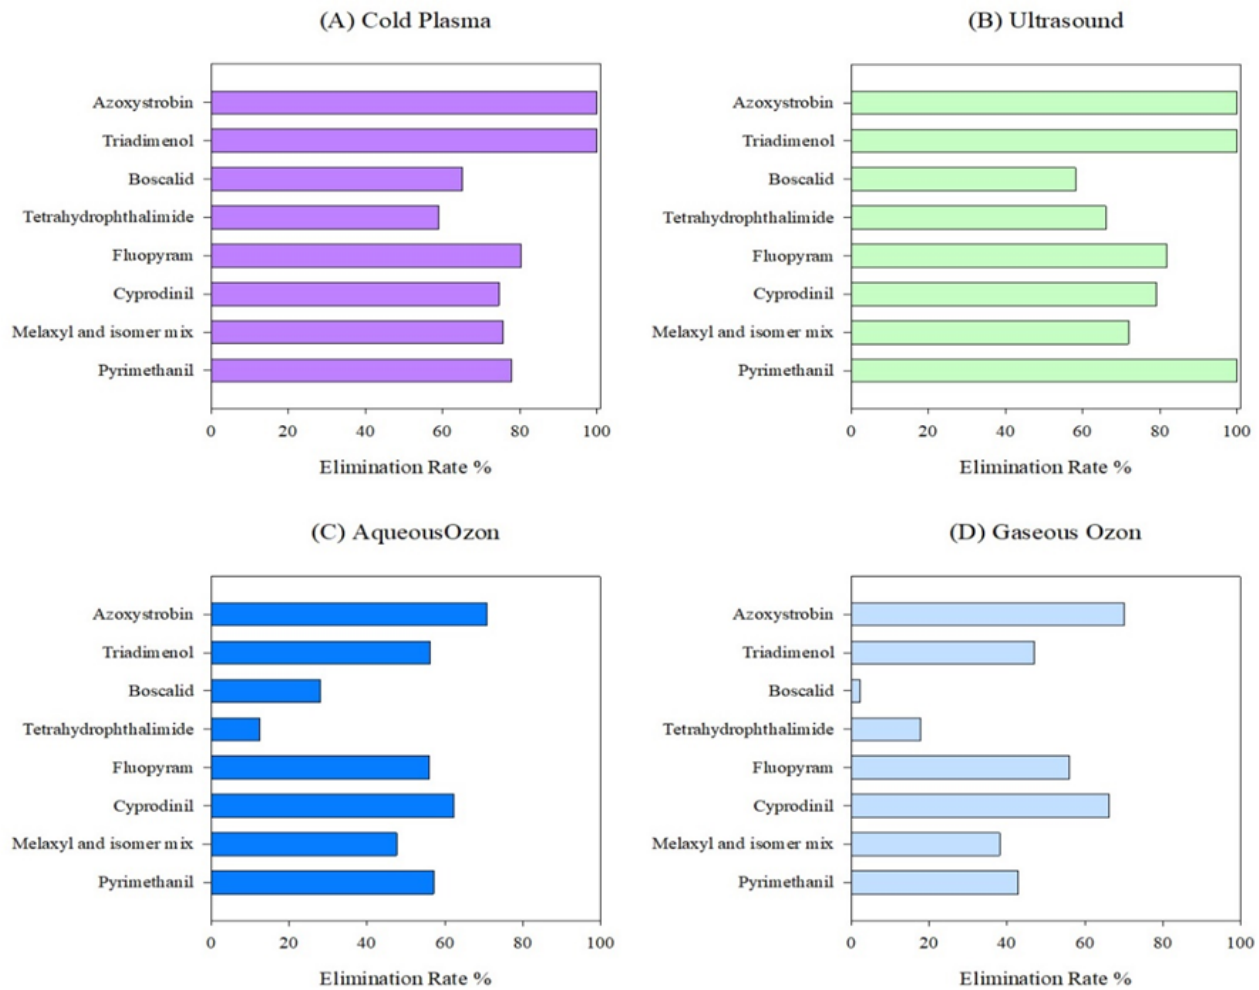 (A) Cold Plasma
Azoxystrobin
Triadimenol
Boscalid
Tetrahydrophthalimide
Fluopyram
Cyprodinil
Melaxyl and isomer mix
Pyrimethanil
0 20 40 60 80 100
Elimination Rate %
(B) Ultrasound
Azoxystrobin
Triadimenol
Boscalid
Tetrahydrophthalimide
Fluopyram
Cyprodinil
Melaxyl and isomer mix
Pyrimethanil
0 20 40 60 80 100
Elimination Rate %
(C) AqueousOzon
Azoxystrobin
Triadimenol
Boscalid
Tetrahydrophthalimide
Fluopyram
Cyprodinil
Melaxyl and isomer mix
Pyrimethanil
0 20 40 60 80 100
Elimination Rate %
(D) Gaseous Ozon
Azoxystrobin
Triadimenol
Boscalid
Tetrahydrophthalimide
Fluopyram
Cyprodinil
Melaxyl and isomer mix
Pyrimethanil
0 20 40 60 80 100
Elimination Rate %